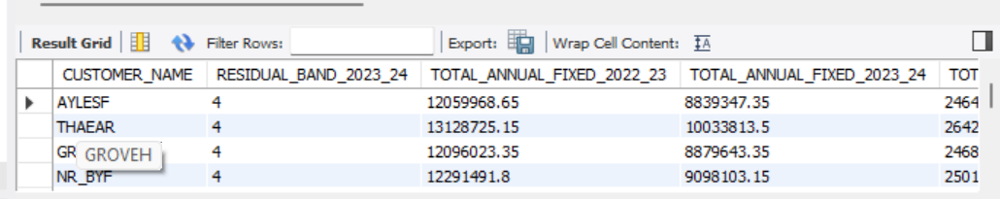 Result Grid Filter Rows: Export: Wrap Cell Content: IA
CUSTOMER_NAME RESIDUAL_BAND_2023_24 TOTAL_ANNUAL_FIXED_2022_23 TOTAL_ANNUAL_FIXED_2023_24 TOT
AYLESF 4 12059968.65 8839347.35 2464
THAEAR 4 13128725.15 10033813.5 2642
GR GROVEH 4 12096023.35 8879643.35 2468
NR_BYF 4 12291491.8 9098103.15 2501